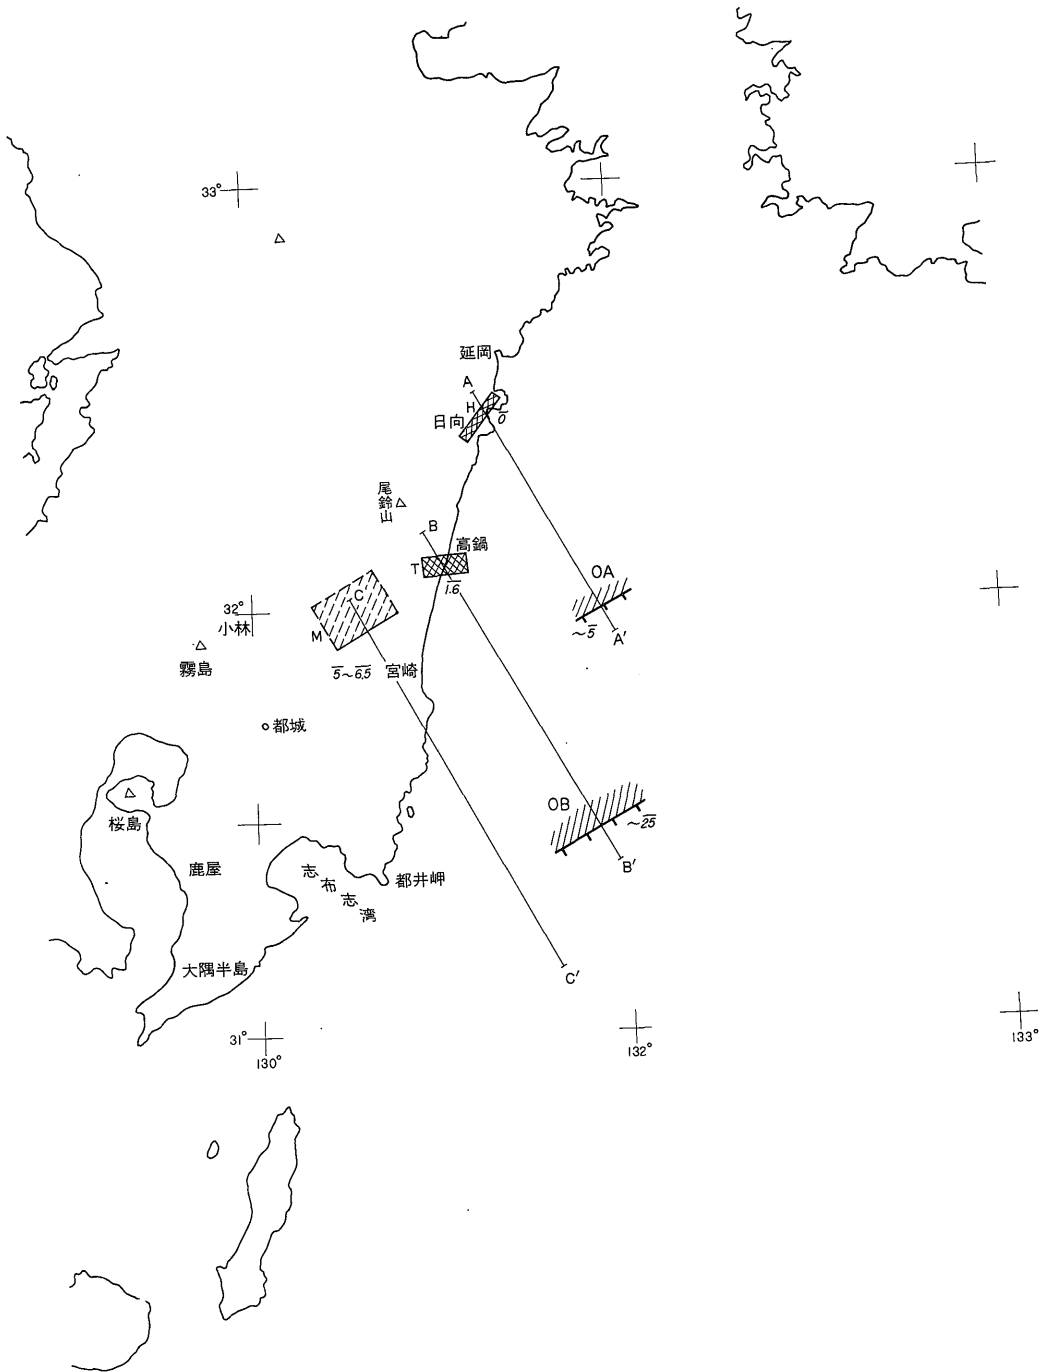 33°
延岡
A
H
日向
0
尾鈴山
B
高鍋
T
1.6
OA
32°
C
小林
M
~5
A'
霧島
5~6.5
宮崎
都城
OB
桜島
~25
鹿屋
志布志湾
都井岬
B'
大隅半島
C'
31°
130°
132°
133°